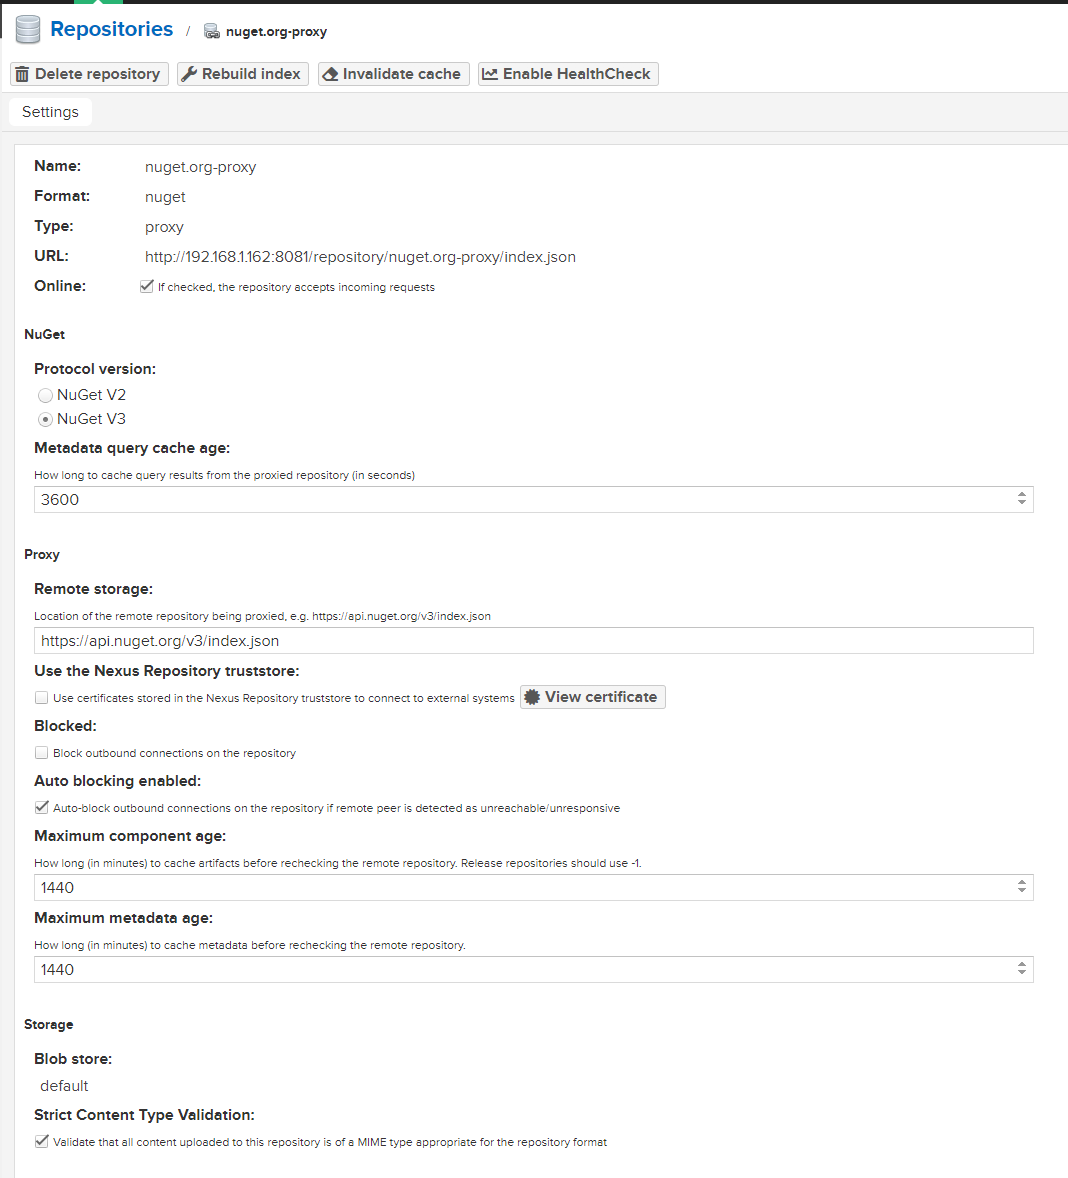 Repositories / nuget.org-proxy
Delete repository Rebuild index Invalidate cache Enable HealthCheck
Settings
Name: nuget.org-proxy
Format: nuget
Type: proxy
URL: http://192.168.1.162:8081/repository/nuget.org-proxy/index.json
Online: If checked, the repository accepts incoming requests
NuGet
Protocol version:
NuGet V2
NuGet V3
Metadata query cache age:
How long to cache query results from the proxied repository (in seconds)
3600
Proxy
Remote storage:
Location of the remote repository being proxied, e.g. https://api.nuget.org/v3/index.json
https://api.nuget.org/v3/index.json
Use the Nexus Repository truststore:
Use certificates stored in the Nexus Repository truststore to connect to external systems View certificate
Blocked:
Block outbound connections on the repository
Auto blocking enabled:
Auto-block outbound connections on the repository if remote peer is detected as unreachable/unresponsive
Maximum component age:
How long (in minutes) to cache artifacts before rechecking the remote repository. Release repositories should use -1.
1440
Maximum metadata age:
How long (in minutes) to cache metadata before rechecking the remote repository.
1440
Storage
Blob store:
default
Strict Content Type Validation:
Validate that all content uploaded to this repository is of a MIME type appropriate for the repository format